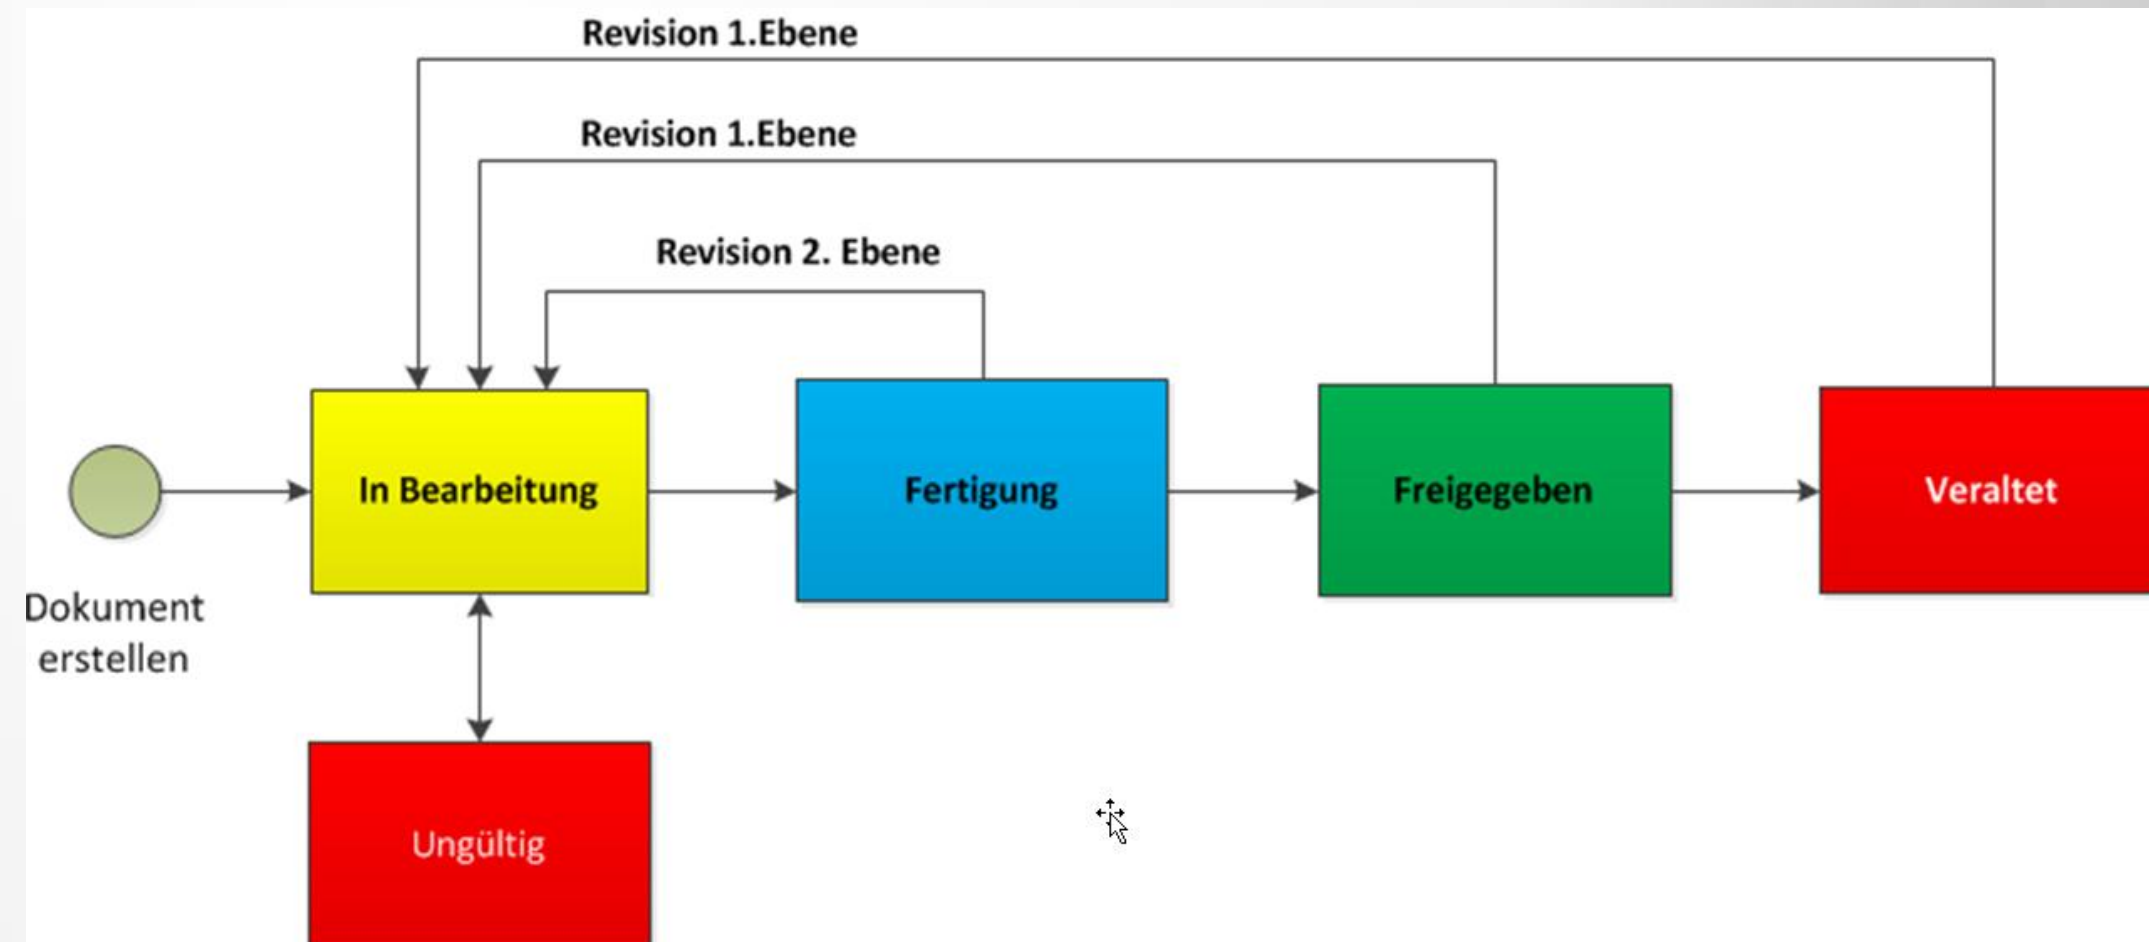 Revision 1.Ebene
Revision 1.Ebene
Revision 2. Ebene
In Bearbeitung
Fertigung
Freigegeben
Veraltet
Dokument
erstellen
Ungültig